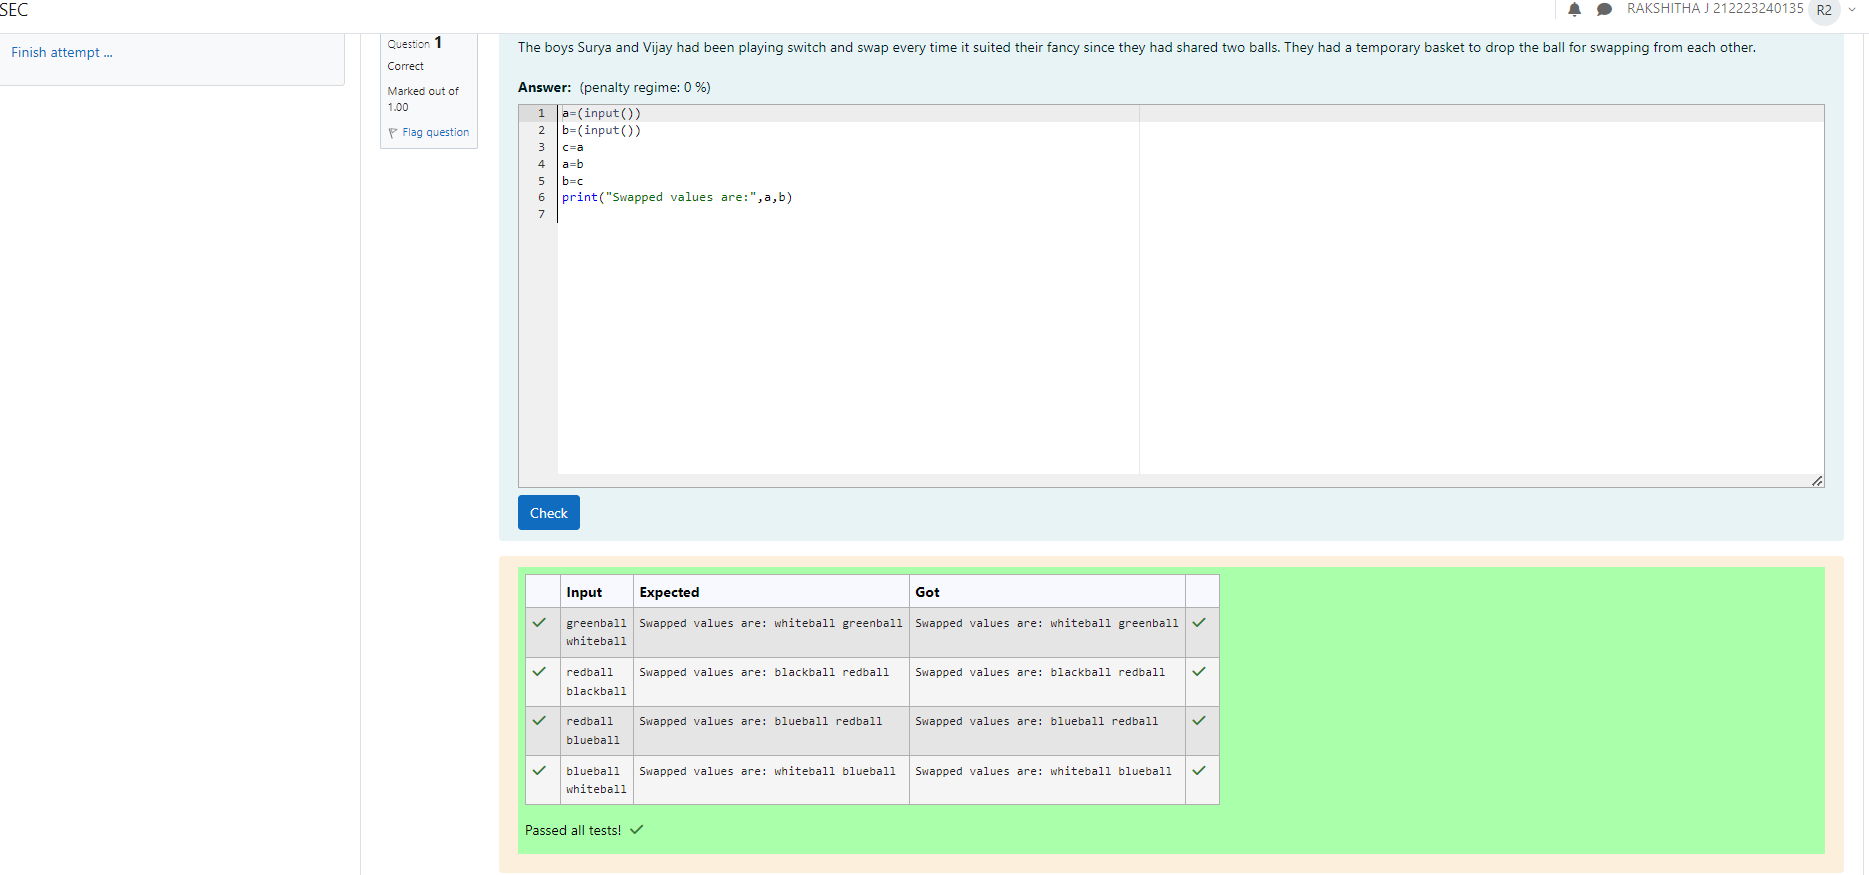 SEC
RAKSHITHA J 212223240135 R2
Finish attempt ...
Question 1
Correct
Marked out of
1.00
Flag question
The boys Surya and Vijay had been playing switch and swap every time it suited their fancy since they had shared two balls. They had a temporary basket to drop the ball for swapping from each other.
Answer: (penalty regime: 0 %)
1 a=(input())
2 b=(input())
3 c=a
4 a=b
5 b=c
6 print("Swapped values are:",a,b)
7
Check
Input Expected Got
greenball Swapped values are: whiteball greenball Swapped values are: whiteball greenball
whiteball
redball Swapped values are: blackball redball Swapped values are: blackball redball
blackball
redball Swapped values are: blueball redball Swapped values are: blueball redball
blueball
blueball Swapped values are: whiteball blueball Swapped values are: whiteball blueball
whiteball
Passed all tests!